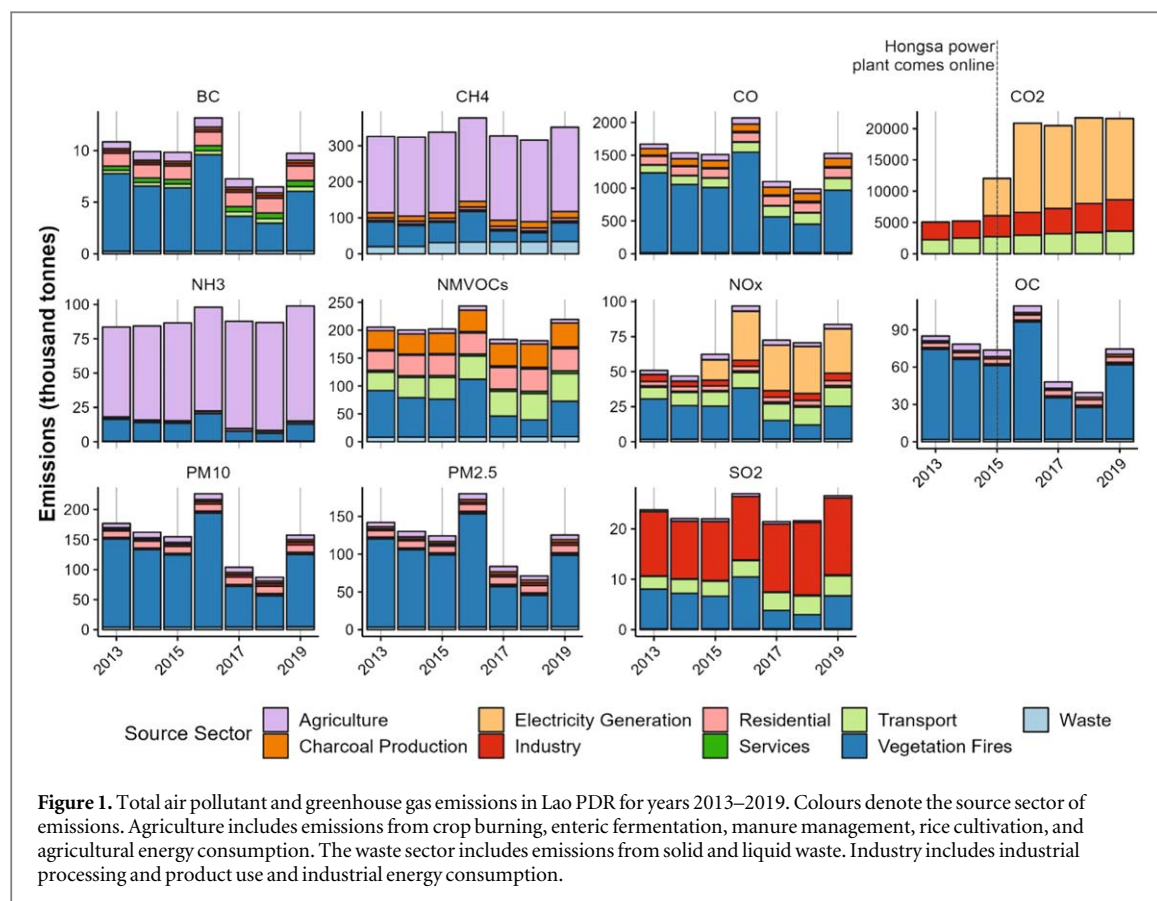 Hongsa power
plant comes online
BC
CH4
CO
CO2
Emissions (thousand tonnes)
10
5
0
300
200
100
0
2000
1500
1000
500
0
20000
15000
10000
5000
0
NH3
NMVOCs
NOx
OC
100
75
50
25
0
250
200
150
100
50
0
100
75
50
25
0
90
60
30
0
2013
2015
2017
2019
PM10
PM2.5
SO2
200
150
100
50
0
150
100
50
0
20
10
0
2013
2015
2017
2019
2013
2015
2017
2019
2013
2015
2017
2019
Source Sector
Agriculture
Electricity Generation
Residential
Transport
Waste
Charcoal Production
Industry
Services
Vegetation Fires
Figure 1. Total air pollutant and greenhouse gas emissions in Lao PDR for years 2013–2019. Colours denote the source sector of
emissions. Agriculture includes emissions from crop burning, enteric fermentation, manure management, rice cultivation, and
agricultural energy consumption. The waste sector includes emissions from solid and liquid waste. Industry includes industrial
processing and product use and industrial energy consumption.